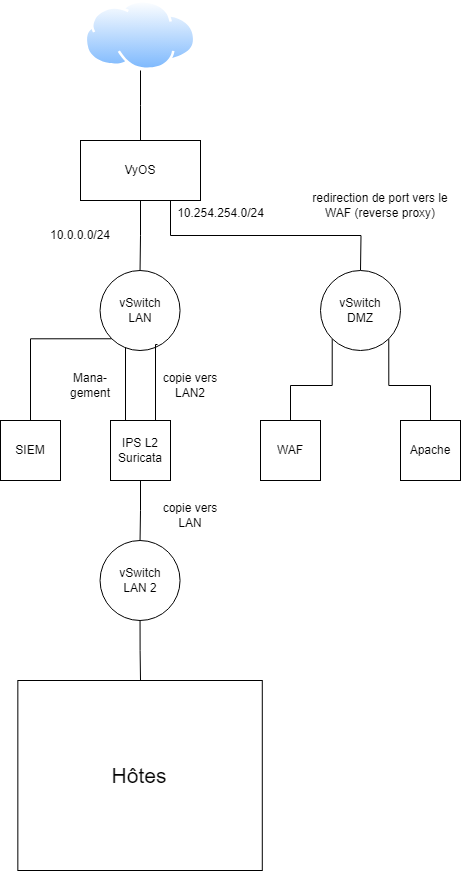 VyOS
redirection de port vers le
WAF (reverse proxy)
10.254.254.0/24
10.0.0.0/24
vSwitch
LAN
vSwitch
DMZ
Mana-
gement
copie vers
LAN2
SIEM
IPS L2
Suricata
WAF
Apache
copie vers
LAN
vSwitch
LAN 2
Hôtes